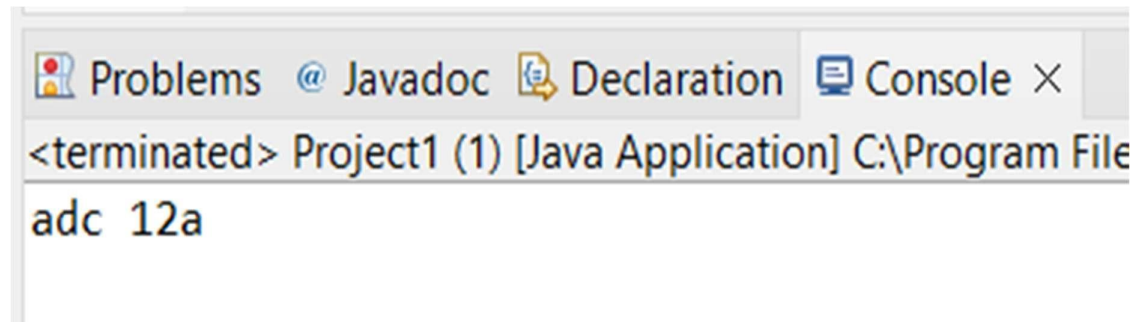 Problems @ Javadoc Declaration Console
<terminated> Project1 (1) [Java Application] C:\Program File
adc 12a